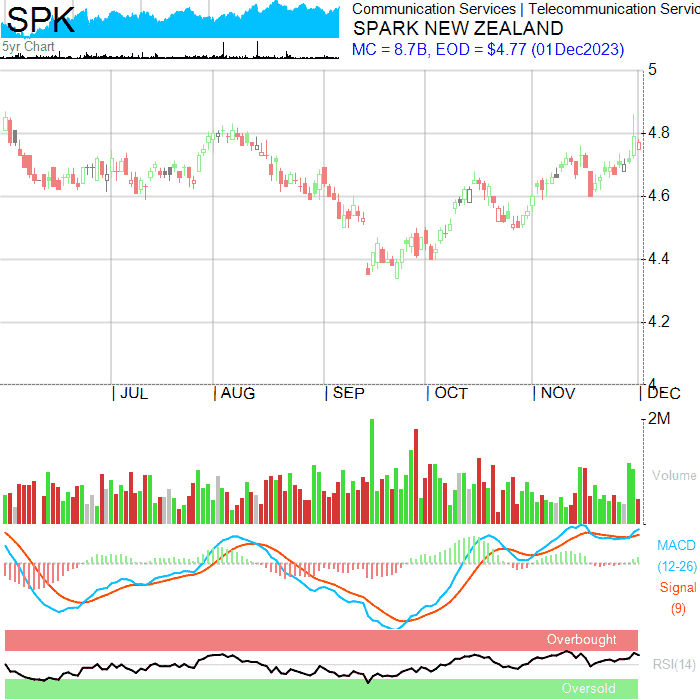 SPK
5yr Chart
Communication Services | Telecommunication Servic
SPARK NEW ZEALAND
MC = 8.7B, EOD = $4.77 (01Dec2023)
5
4.8
4.6
4.4
4.2
4
| JUL | AUG | SEP | OCT | NOV | DEC
2M
Volume
MACD
(12-26)
Signal
(9)
Overbought
RSI(14)
Oversold